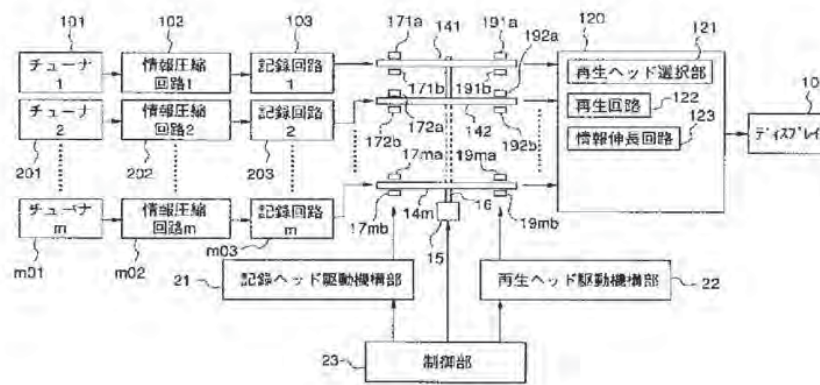 101 102 103 171a 141 191a 192a 120 121
チューナ
1
情報圧縮
回路1
記録回路
1
171b 191b
再生ヘッド選択部
チューナ
2
情報圧縮
回路2
記録回路
2
172a 142
再生回路 122
201 202 203 172b 192b
情報伸長回路 123
10
ディスプレイ
17ma 19ma
チューナ
m
情報圧縮
回路m
記録回路
m
14m 16
17mb 19mb
m01 m02 m03 15
21 記録ヘッド駆動機構部
再生ヘッド駆動機構部 22
23 制御部